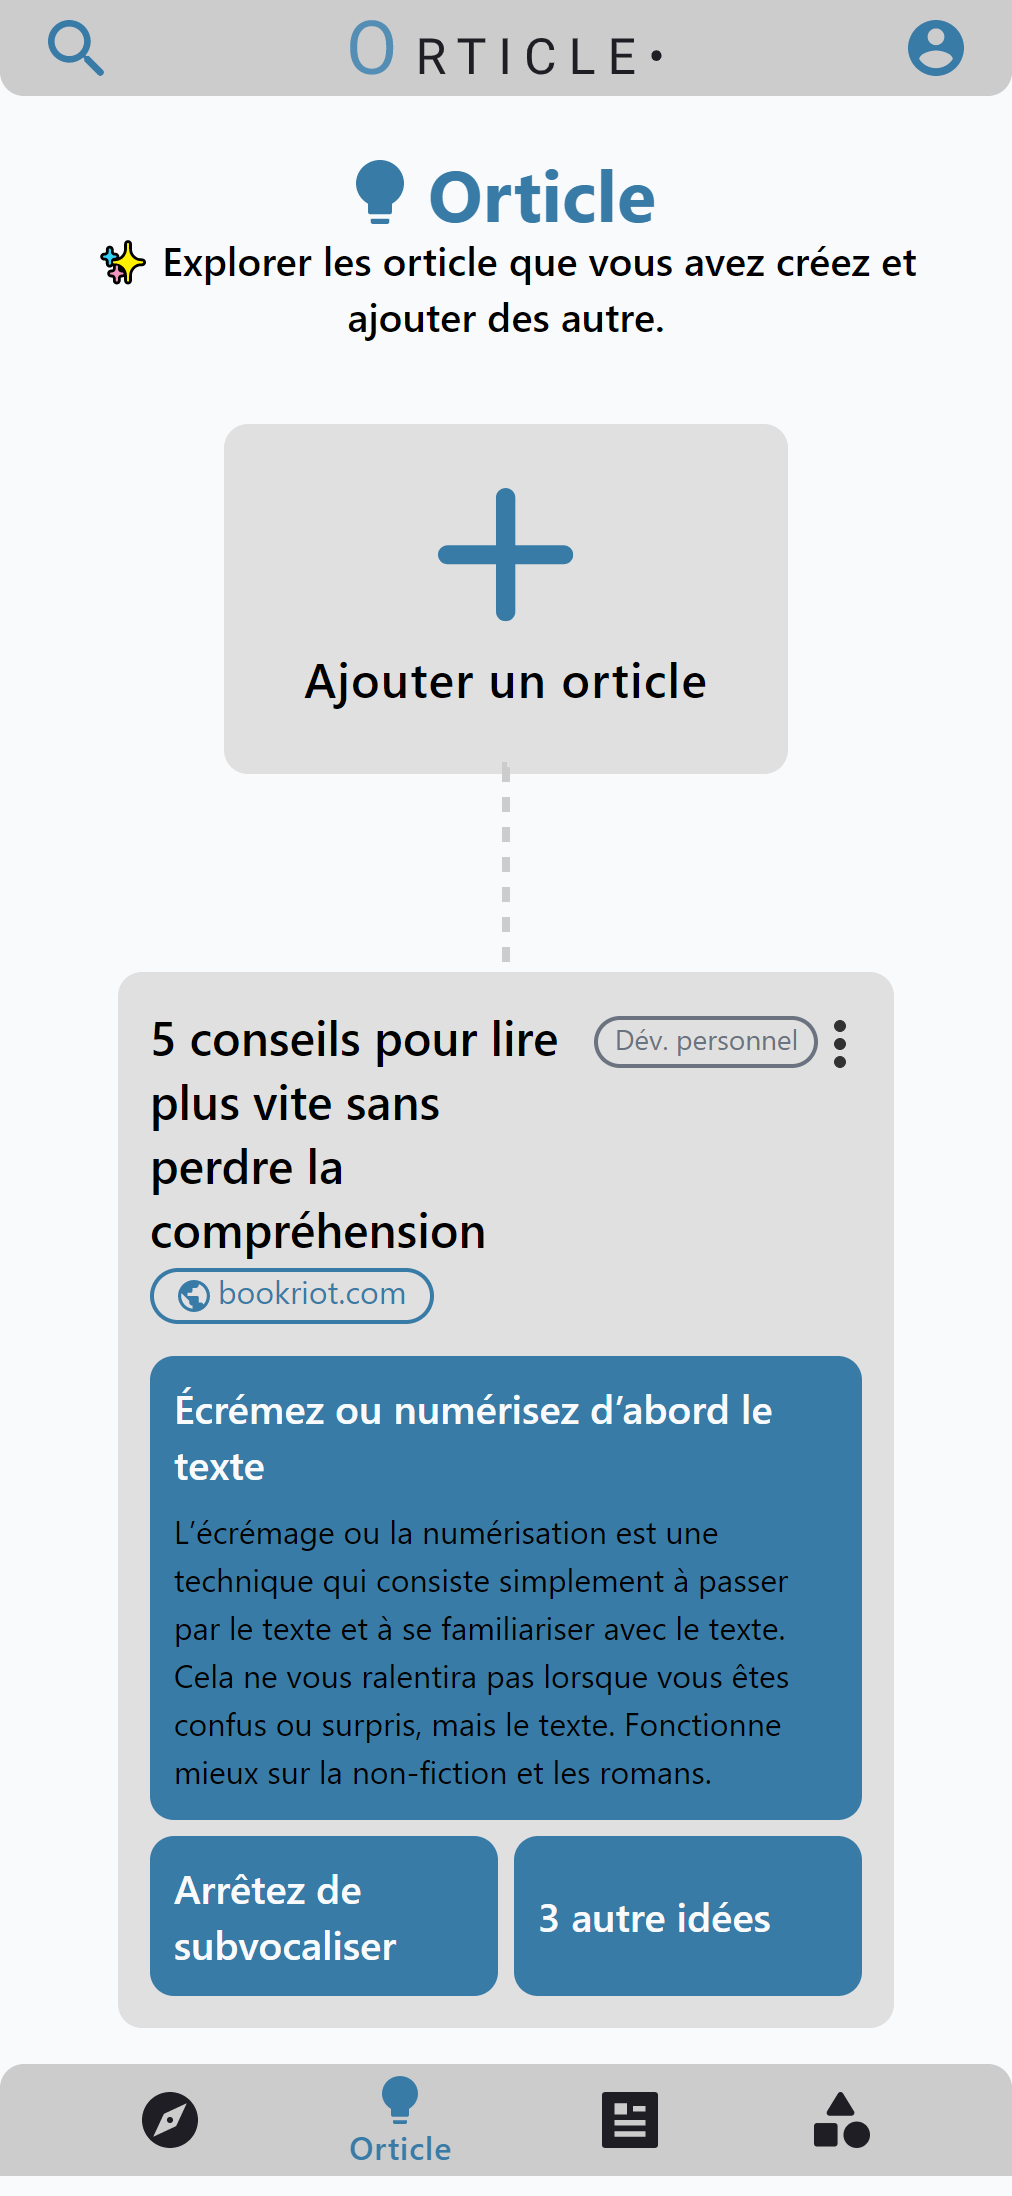 O RTICLE•
Orticle
✨ Explorer les orticle que vous avez créez et
ajouter des autre.
Ajouter un orticle
5 conseils pour lire
plus vite sans
perdre la
compréhension
Dév. personnel
bookriot.com
Écrémez ou numérisez d’abord le
texte
L’écrémage ou la numérisation est une
technique qui consiste simplement à passer
par le texte et à se familiariser avec le texte.
Cela ne vous ralentira pas lorsque vous êtes
confus ou surpris, mais le texte. Fonctionne
mieux sur la non-fiction et les romans.
Arrêtez de
subvocaliser
3 autre idées
Orticle